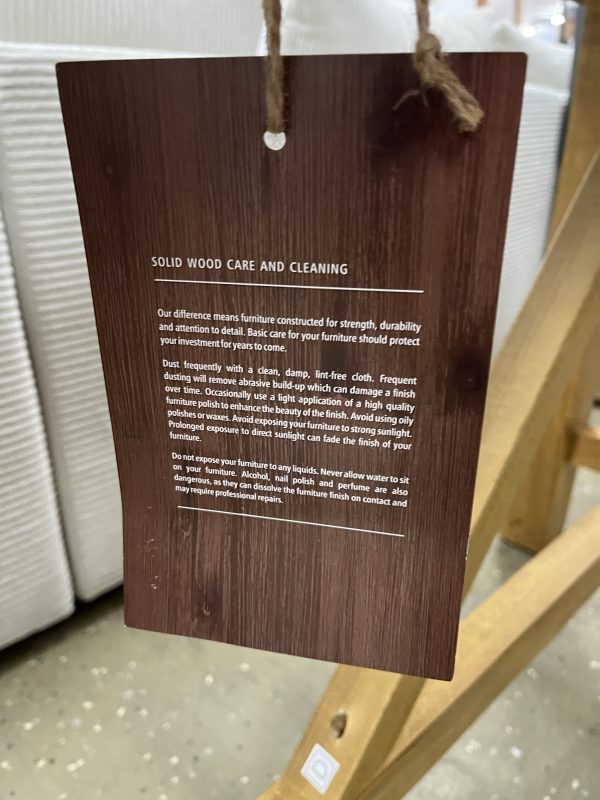 SOLID WOOD CARE AND CLEANING
Our difference means furniture constructed for strength, durability
and attention to detail. Basic care for your furniture should protect
your investment for years to come.
Dust frequently with a clean, damp, lint-free cloth. Frequent
dusting will remove abrasive build-up which can damage a finish
over time. Occasionally use a light application of a high quality
furniture polish to enhance the beauty of the finish. Avoid using oily
polishes or waxes. Avoid exposing your furniture to strong sunlight.
Prolonged exposure to direct sunlight can fade the finish of your
furniture.
Do not expose your furniture to any liquids. Never allow water to sit
on your furniture. Alcohol, nail polish and perfume are also
dangerous, as they can dissolve the furniture finish on contact and
may require professional repairs.
D